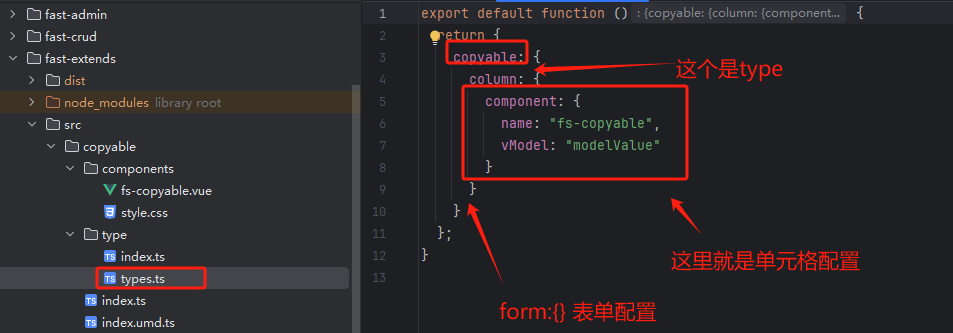 fast-admin
fast-crud
fast-extends
dist
node_modules library root
src
copyable
components
fs-copyable.vue
style.css
type
index.ts
types.ts
index.ts
index.umd.ts
1 export default function () : {copyable: {column: {component... {
2 return {
3 copyable: {
4 column: {
5 component: {
6 name: "fs-copyable",
7 vModel: "modelValue"
8 }
9 }
10 }
11 };
12 }
13
这个是type
这里就是单元格配置
form:{} 表单配置